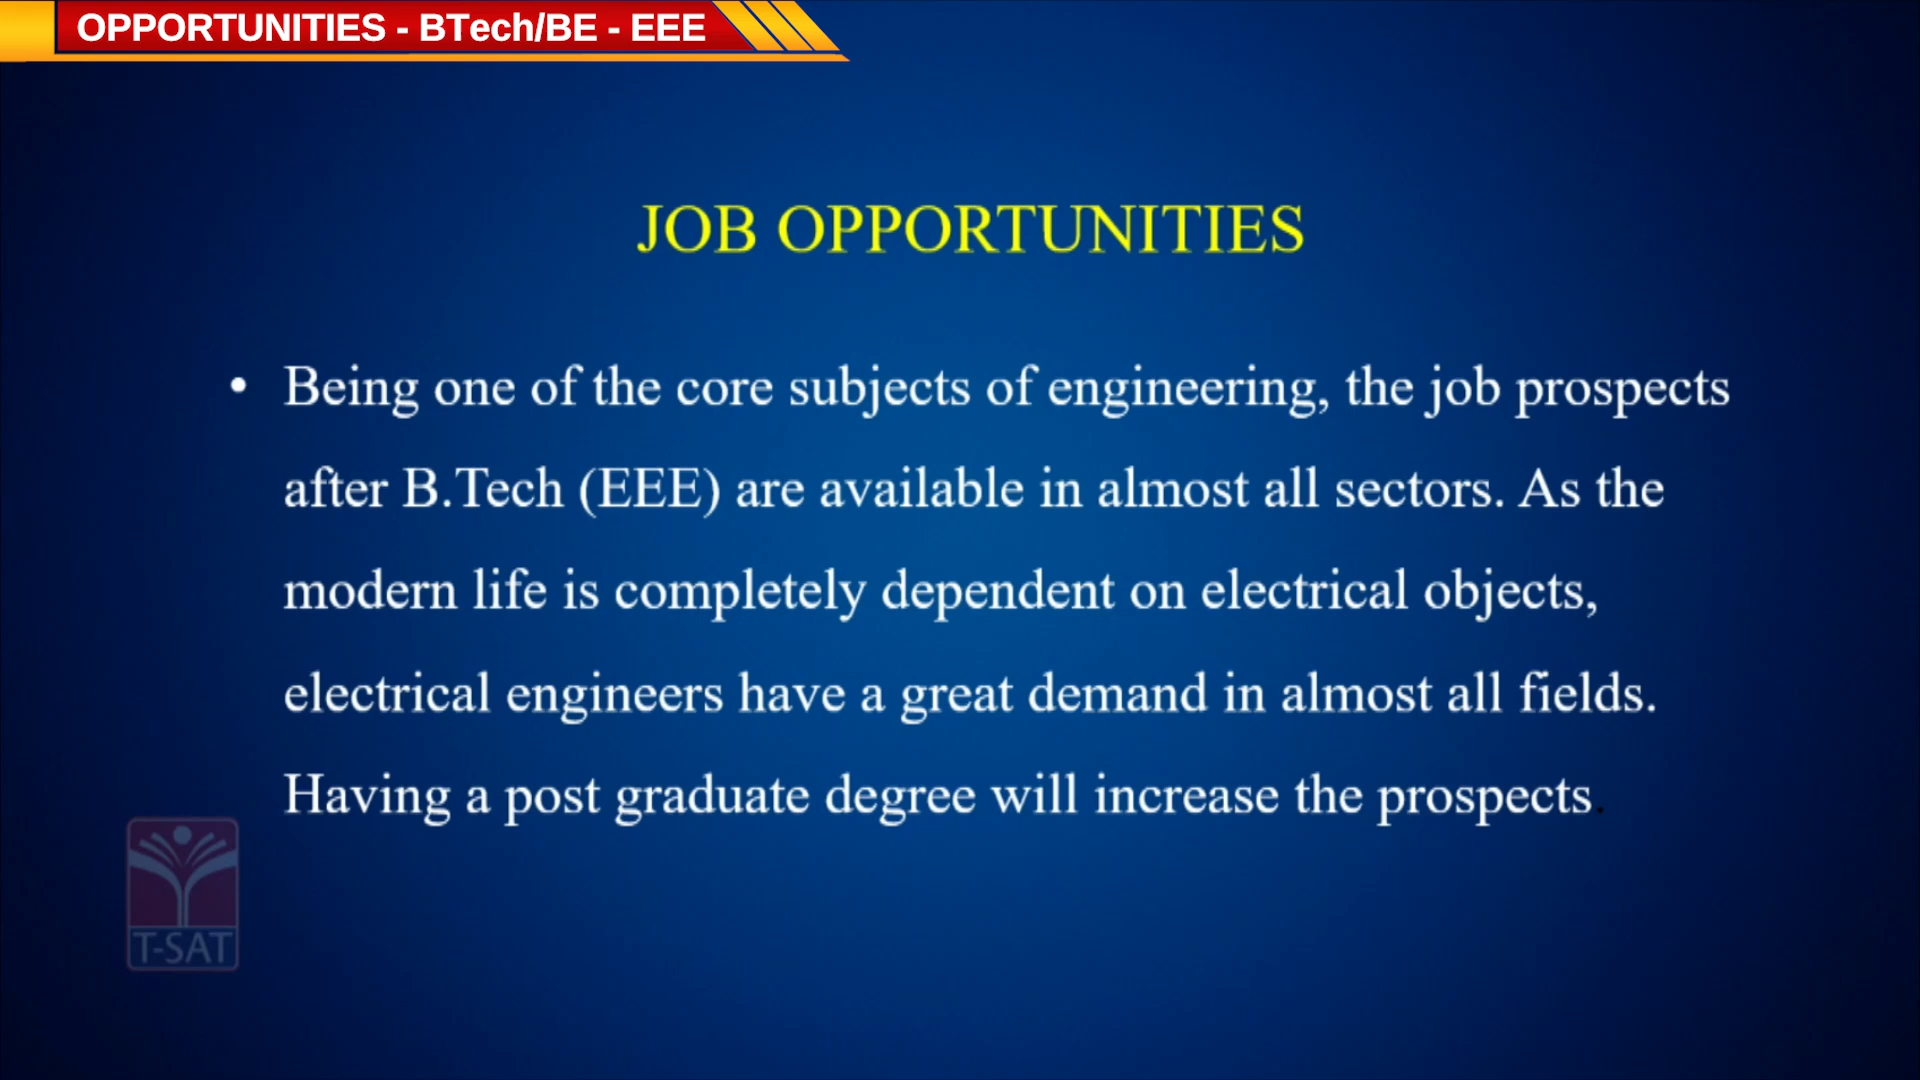 OPPORTUNITIES - BTech/BE - EEE
JOB OPPORTUNITIES
• Being one of the core subjects of engineering, the job prospects
after B.Tech (EEE) are available in almost all sectors. As the
modern life is completely dependent on electrical objects,
electrical engineers have a great demand in almost all fields.
Having a post graduate degree will increase the prospects.
T-SAT